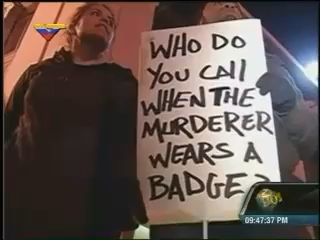 WHO DO
YOU CALL
WHEN THE
MURDERER
WEARS A
BADGE?
09:47:37 PM